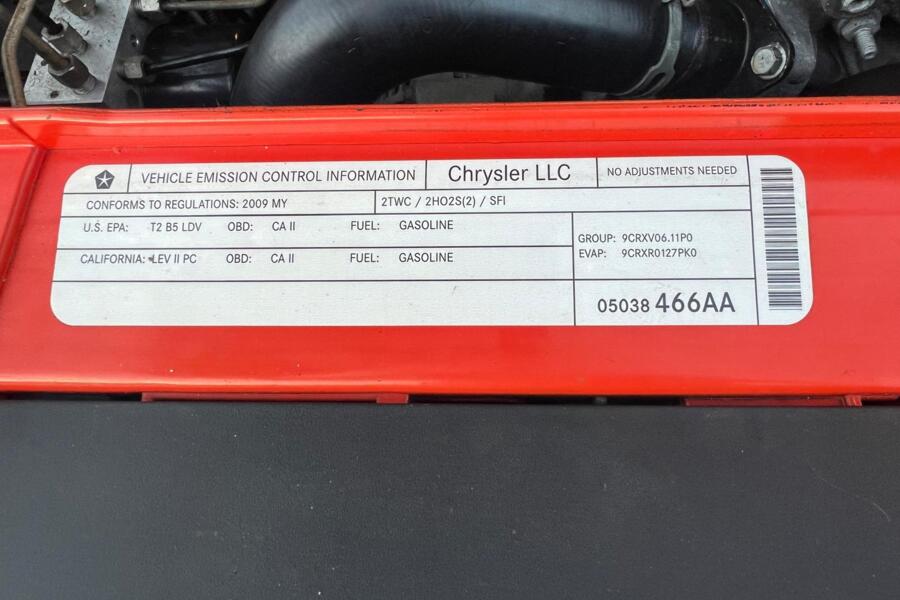 VEHICLE EMISSION CONTROL INFORMATION Chrysler LLC NO ADJUSTMENTS NEEDED
CONFORMS TO REGULATIONS: 2009 MY 2TWC / 2HO2S(2) / SFI
U.S. EPA: T2 B5 LDV OBD: CA II FUEL: GASOLINE
GROUP: 9CRXV06.11P0
EVAP: 9CRXR0127PK0
CALIFORNIA: LEV II PC OBD: CA II FUEL: GASOLINE
05038 466AA